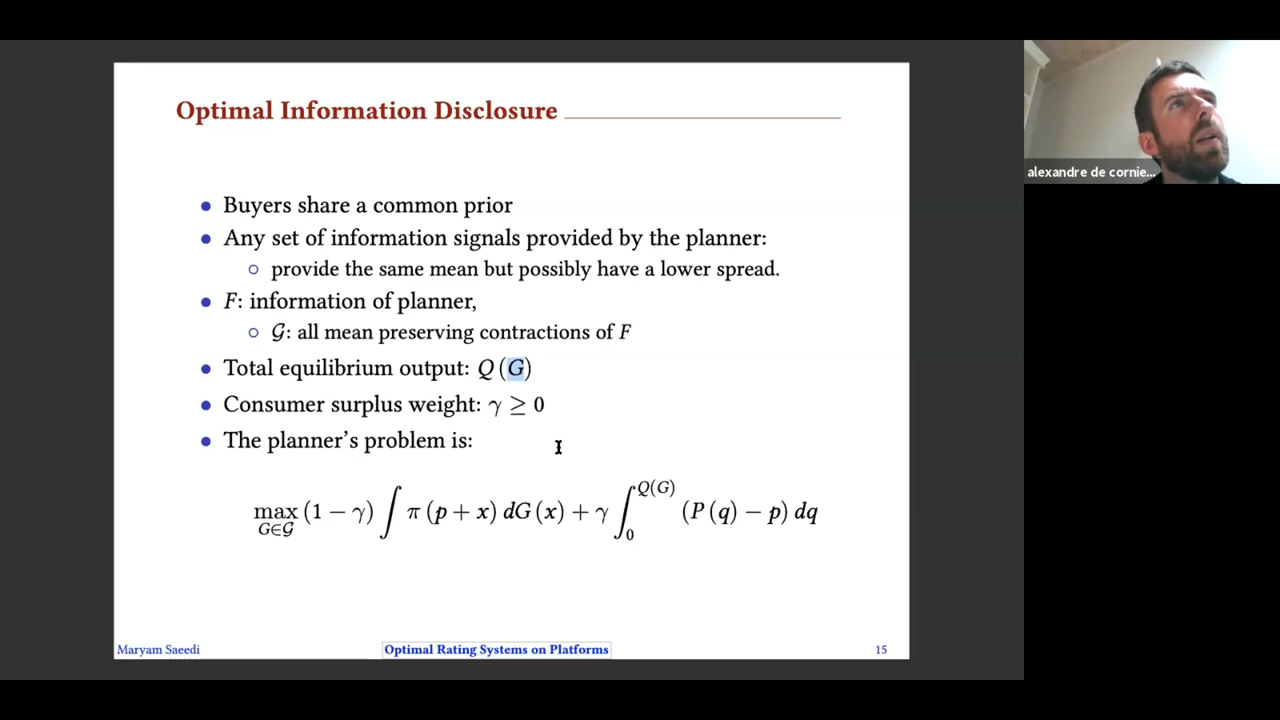 Optimal Information Disclosure
• Buyers share a common prior
• Any set of information signals provided by the planner:
∘ provide the same mean but possibly have a lower spread.
• F: information of planner,
∘ 𝒢: all mean preserving contractions of F
• Total equilibrium output: Q (G)
• Consumer surplus weight: γ ≥ 0
• The planner's problem is:
max_{G∈𝒢} (1 − γ) ∫ π (p + x) dG (x) + γ ∫_0^{Q(G)} (P (q) − p) dq
Maryam Saeedi
Optimal Rating Systems on Platforms
15
alexandre de cornie...